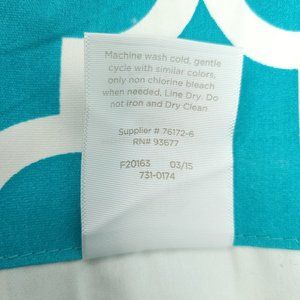 Machine wash cold, gentle
cycle with similar colors,
only non chlorine bleach
when needed, Line Dry. Do
not iron and Dry Clean
Supplier # 76172-6
RN# 93677
F20163 03/15
731-0174